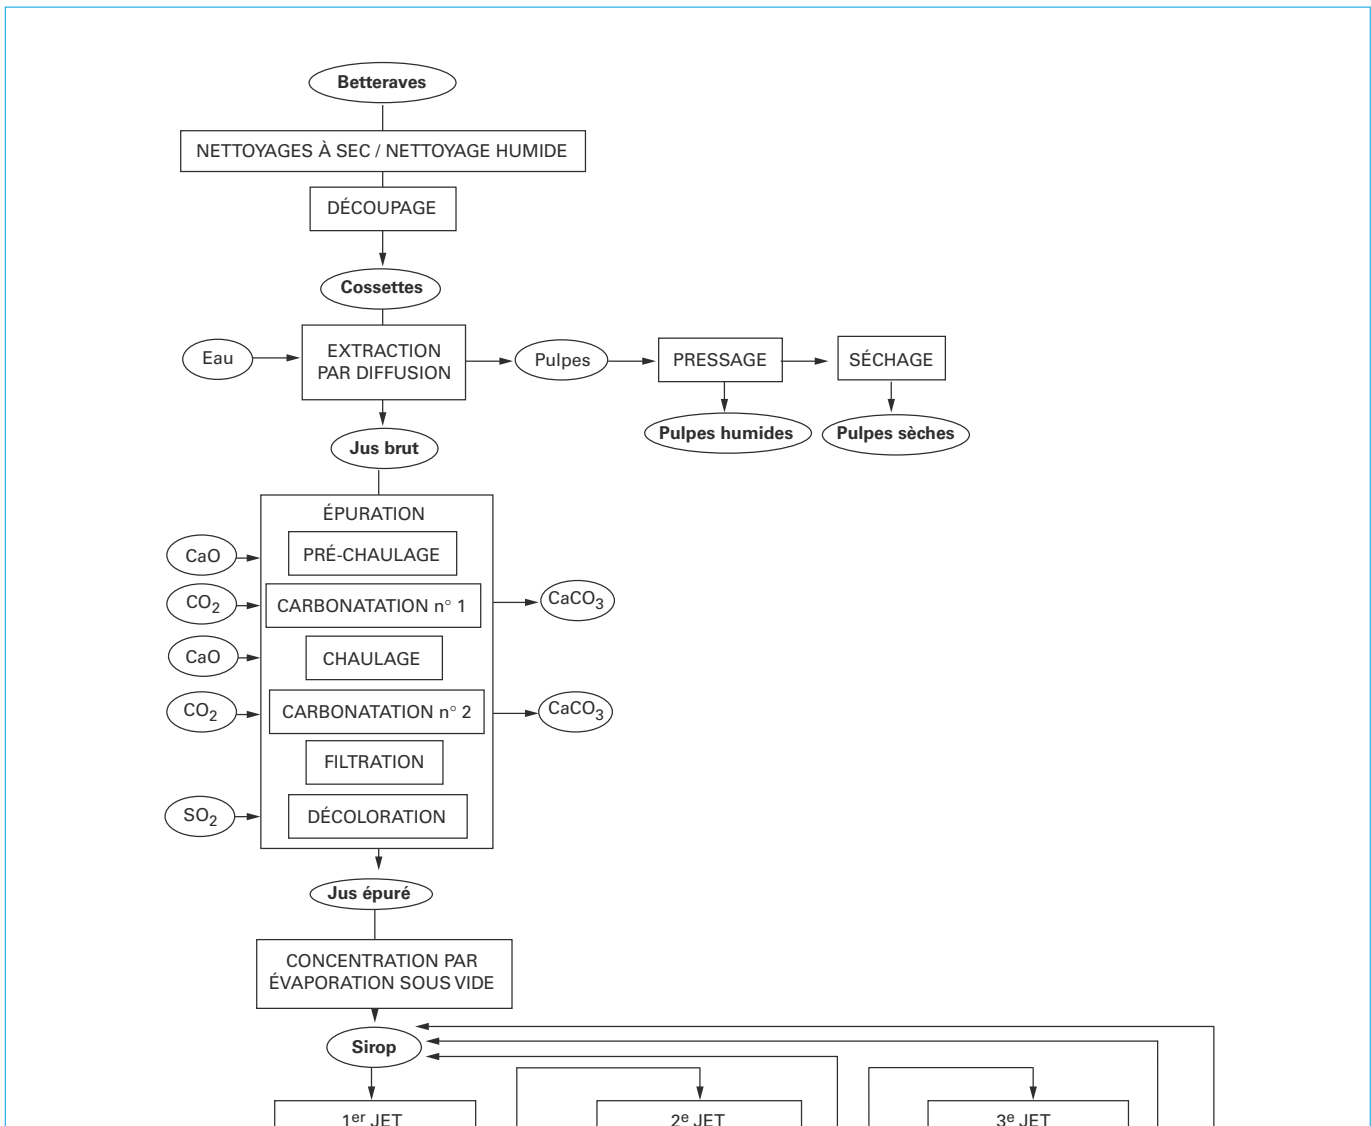 Betteraves
NETTOYAGES À SEC / NETTOYAGE HUMIDE
DÉCOUPAGE
Cossettes
Eau
EXTRACTION
PAR DIFFUSION
Pulpes
PRESSAGE
SÉCHAGE
Pulpes humides
Pulpes sèches
Jus brut
ÉPURATION
CaO
PRÉ-CHAULAGE
CO2
CARBONATATION n° 1
CaCO3
CaO
CHAULAGE
CO2
CARBONATATION n° 2
CaCO3
FILTRATION
SO2
DÉCOLORATION
Jus épuré
CONCENTRATION PAR
ÉVAPORATION SOUS VIDE
Sirop
1er JET
2e JET
3e JET